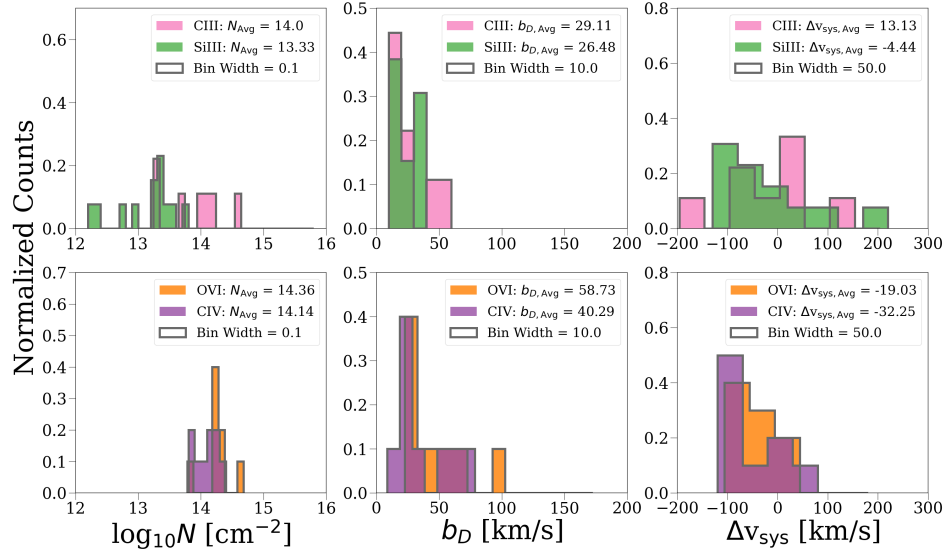 Normalized Counts
CIII: N_Avg = 14.0
SiIII: N_Avg = 13.33
Bin Width = 0.1
0.0
0.2
0.4
0.6
12 13 14 15 16
CIII: b_D,Avg = 29.11
SiIII: b_D,Avg = 26.48
Bin Width = 10.0
0.0
0.1
0.2
0.3
0.4
0.5
0 50 100 150 200
CIII: Δv_sys,Avg = 13.13
SiIII: Δv_sys,Avg = -4.44
Bin Width = 50.0
0.0
0.2
0.4
0.6
0.8
−200 −100 0 100 200 300
OVI: N_Avg = 14.36
CIV: N_Avg = 14.14
Bin Width = 0.1
0.0
0.1
0.2
0.3
0.4
0.5
0.6
0.7
12 13 14 15 16
log₁₀N [cm⁻²]
OVI: b_D,Avg = 58.73
CIV: b_D,Avg = 40.29
Bin Width = 10.0
0.0
0.1
0.2
0.3
0.4
0.5
0 50 100 150 200
b_D [km/s]
OVI: Δv_sys,Avg = -19.03
CIV: Δv_sys,Avg = -32.25
Bin Width = 50.0
0.0
0.2
0.4
0.6
0.8
−200 −100 0 100 200 300
Δv_sys [km/s]